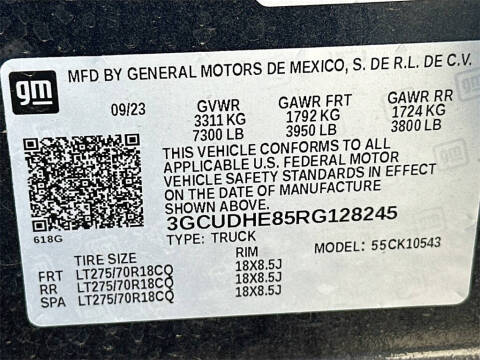 gm MFD BY GENERAL MOTORS DE MEXICO, S. DE R.L. DE C.V.
09/23 GVWR GAWR FRT GAWR RR
3311 KG 1792 KG 1724 KG
7300 LB 3950 LB 3800 LB
THIS VEHICLE CONFORMS TO ALL
APPLICABLE U.S. FEDERAL MOTOR
VEHICLE SAFETY STANDARDS IN EFFECT
ON THE DATE OF MANUFACTURE
SHOWN ABOVE.
3GCUDHE85RG128245
618G TYPE: TRUCK MODEL: 55CK10543
TIRE SIZE RIM
FRT LT275/70R18CQ 18X8.5J
RR LT275/70R18CQ 18X8.5J
SPA LT275/70R18CQ 18X8.5J